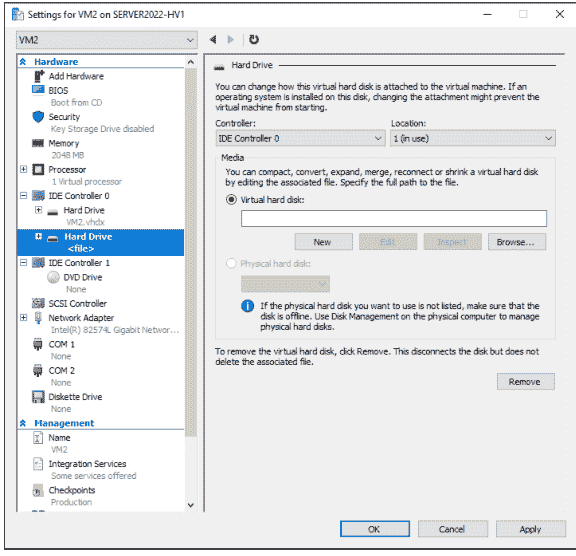 Settings for VM2 on SERVER2022-HV1
VM2
Hardware
Add Hardware
BIOS
Boot from CD
Security
Key Storage Drive disabled
Memory
2048 MB
Processor
1 Virtual processor
IDE Controller 0
Hard Drive
VM2.vhdx
Hard Drive
<file>
IDE Controller 1
DVD Drive
None
SCSI Controller
Network Adapter
Intel(R) 82574L Gigabit Networ...
COM 1
None
COM 2
None
Diskette Drive
None
Management
Name
VM2
Integration Services
Some services offered
Checkpoints
Production
Hard Drive
You can change how this virtual hard disk is attached to the virtual machine. If an
operating system is installed on this disk, changing the attachment might prevent the
virtual machine from starting.
Controller:
Location:
IDE Controller 0
1 (in use)
Media
You can compact, convert, expand, merge, reconnect or shrink a virtual hard disk
by editing the associated file. Specify the full path to the file.
Virtual hard disk:
New
Edit
Inspect
Browse...
Physical hard disk:
If the physical hard disk you want to use is not listed, make sure that the
disk is offline. Use Disk Management on the physical computer to manage
physical hard disks.
To remove the virtual hard disk, click Remove. This disconnects the disk but does not
delete the associated file.
Remove
OK
Cancel
Apply